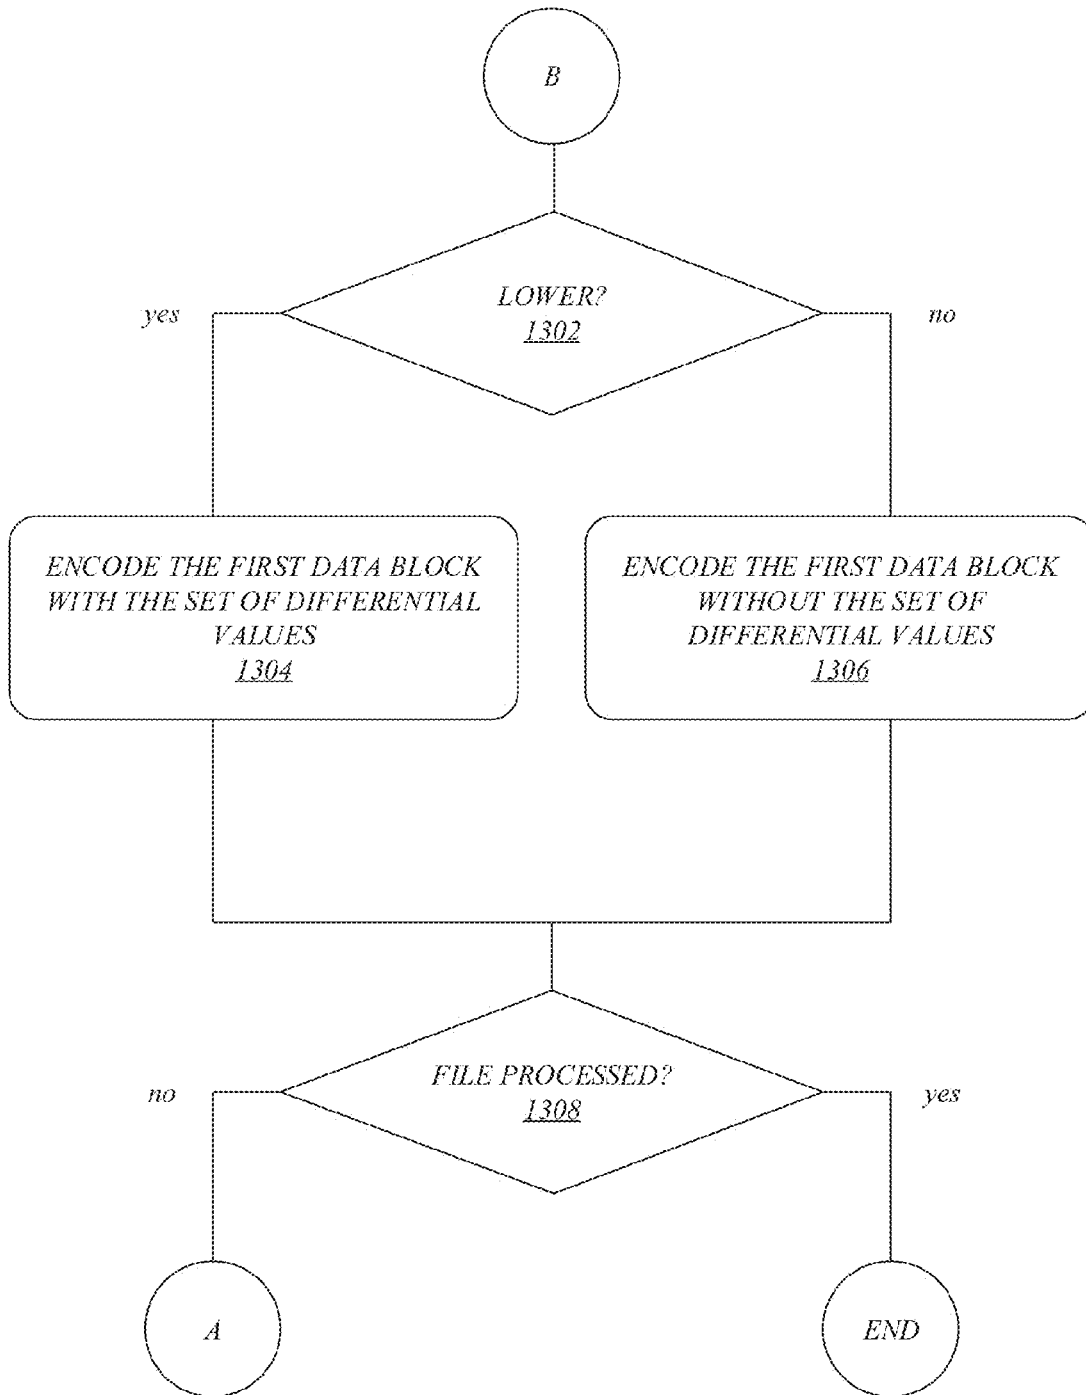 B
LOWER?
1302
yes
no
ENCODE THE FIRST DATA BLOCK
WITH THE SET OF DIFFERENTIAL
VALUES
1304
ENCODE THE FIRST DATA BLOCK
WITHOUT THE SET OF
DIFFERENTIAL VALUES
1306
FILE PROCESSED?
1308
no
yes
A
END